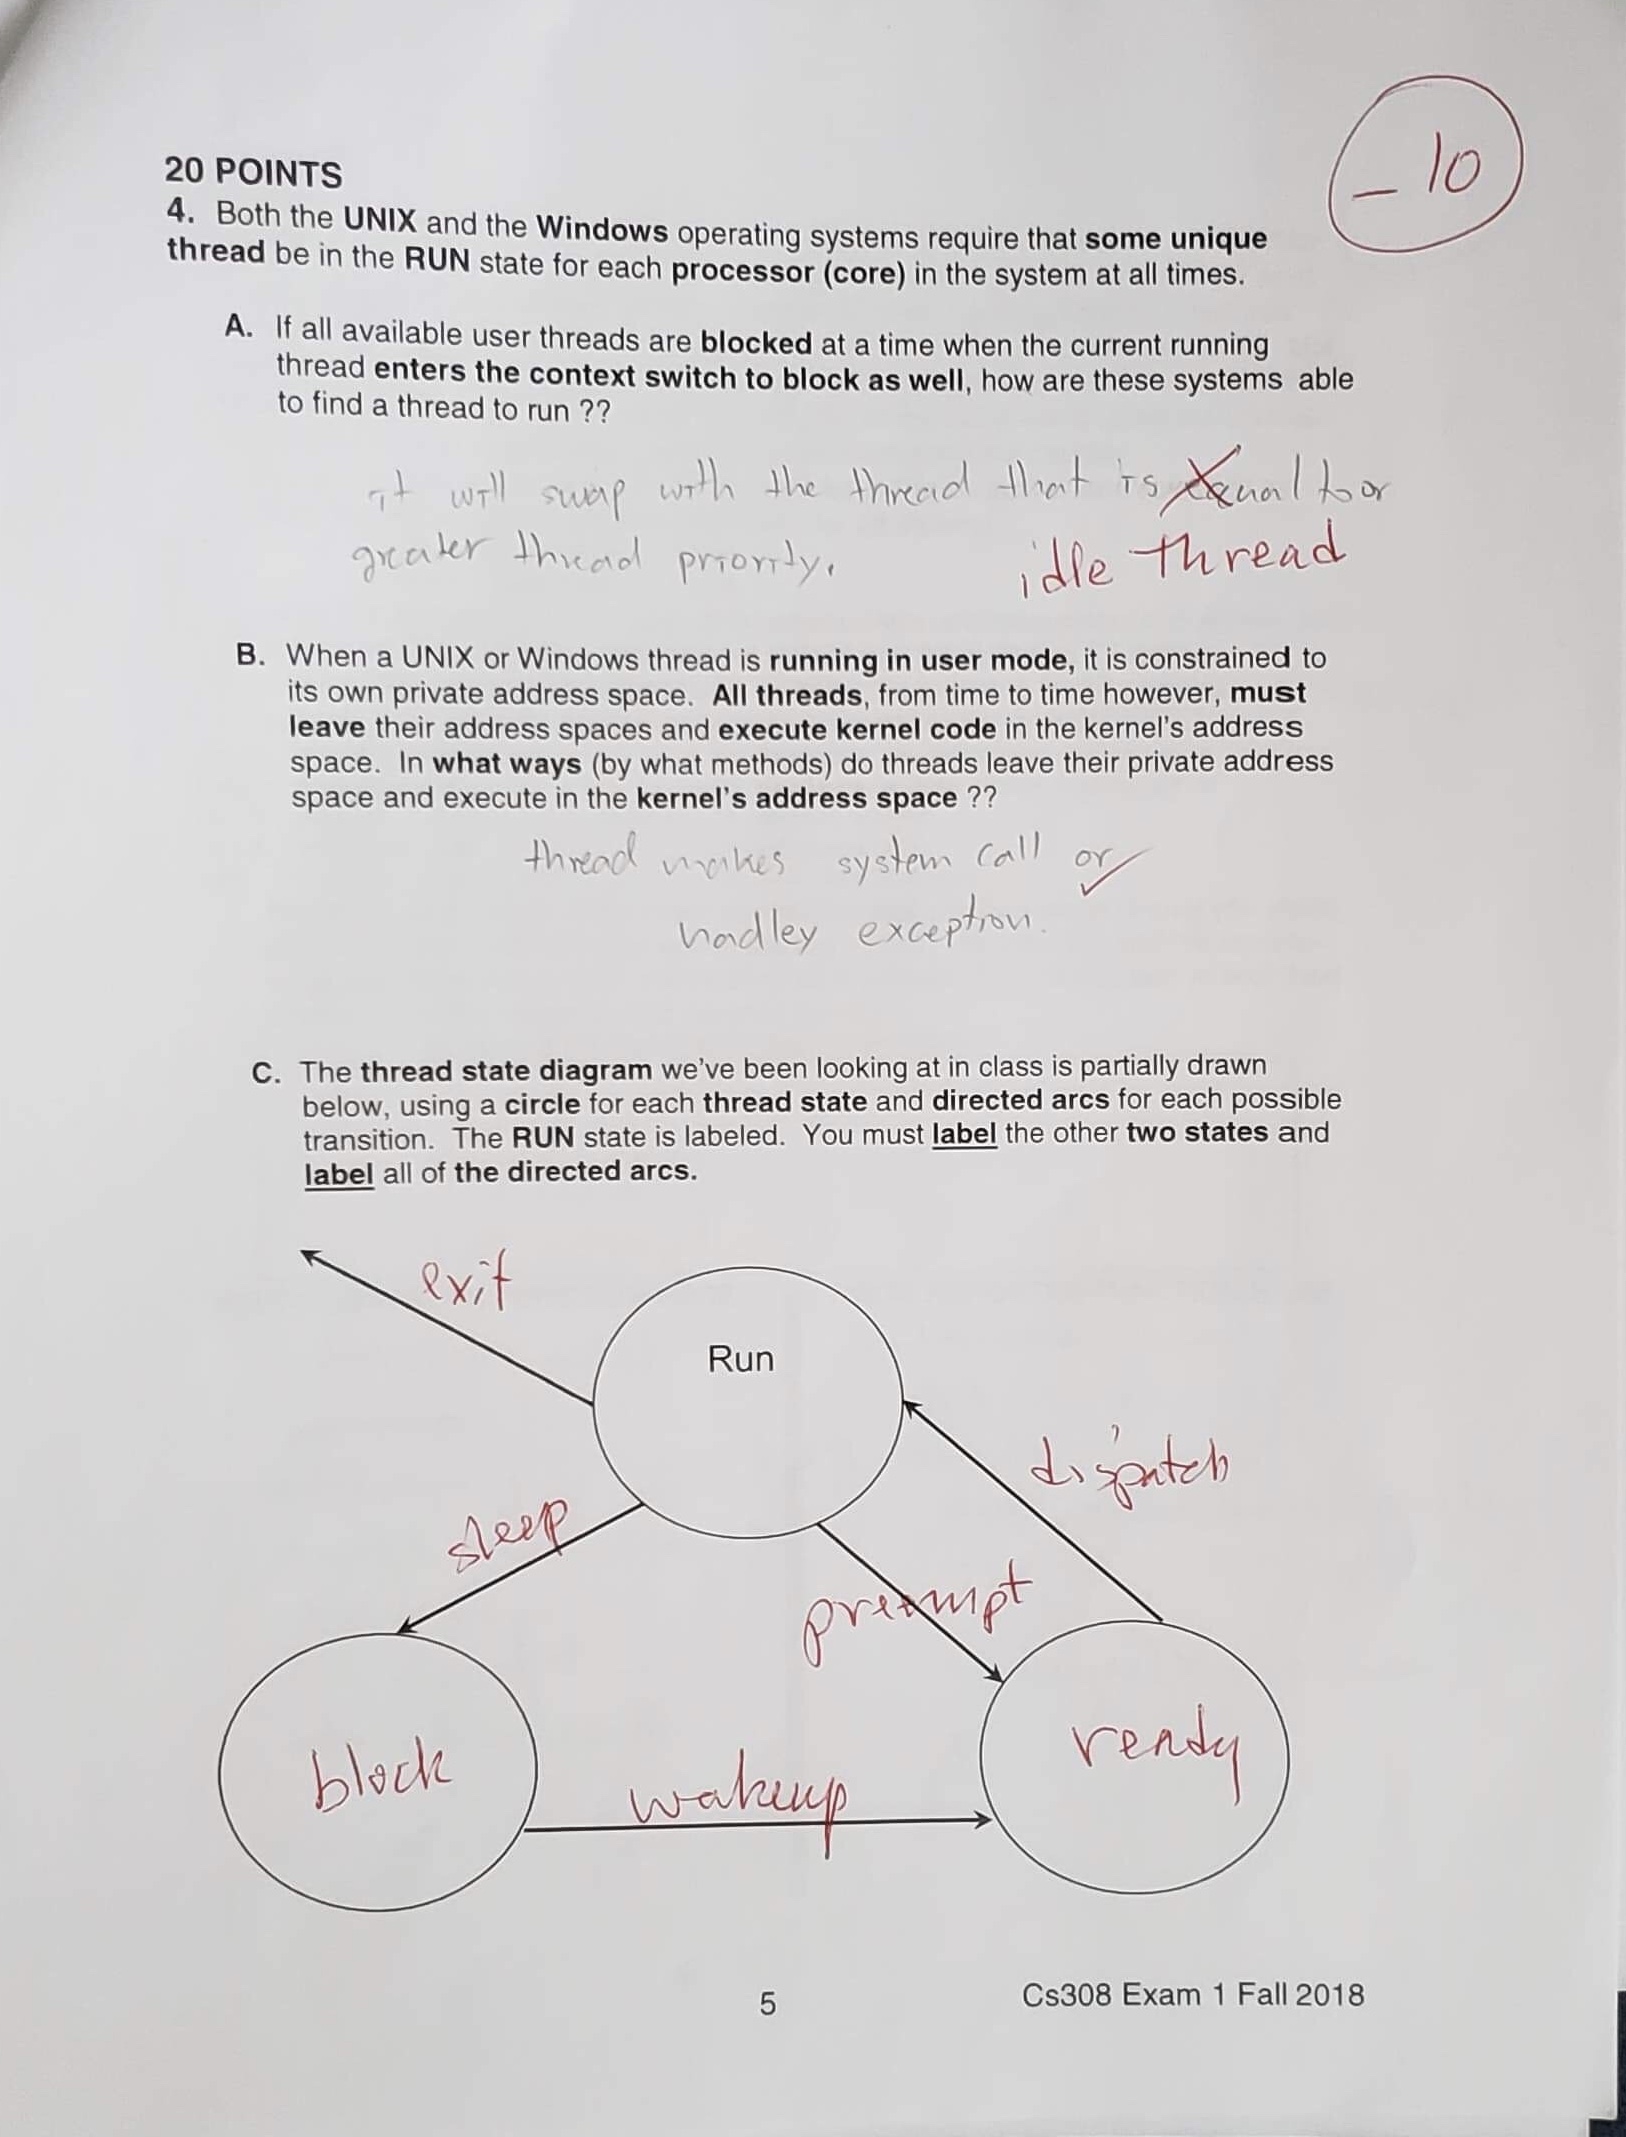 - 10
20 POINTS
4. Both the UNIX and the Windows operating systems require that some unique
thread be in the RUN state for each processor (core) in the system at all times.
A. If all available user threads are blocked at a time when the current running
thread enters the context switch to block as well, how are these systems able
to find a thread to run ??
it will swap with the thread that is equal to or
greater thread priority.
idle thread
B. When a UNIX or Windows thread is running in user mode, it is constrained to
its own private address space. All threads, from time to time however, must
leave their address spaces and execute kernel code in the kernel's address
space. In what ways (by what methods) do threads leave their private address
space and execute in the kernel's address space ??
thread makes system call or
hadley exception.
C. The thread state diagram we've been looking at in class is partially drawn
below, using a circle for each thread state and directed arcs for each possible
transition. The RUN state is labeled. You must label the other two states and
label all of the directed arcs.
exit
Run
dispatch
sleep
preempt
block
wakeup
ready
5
Cs308 Exam 1 Fall 2018